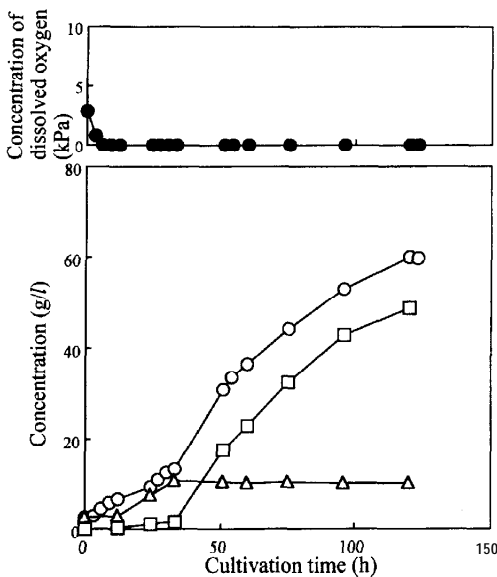 Concentration of
dissolved oxygen
(kPa)
10
5
0
Concentration (g/l)
80
60
40
20
0
0 50 100 150
Cultivation time (h)